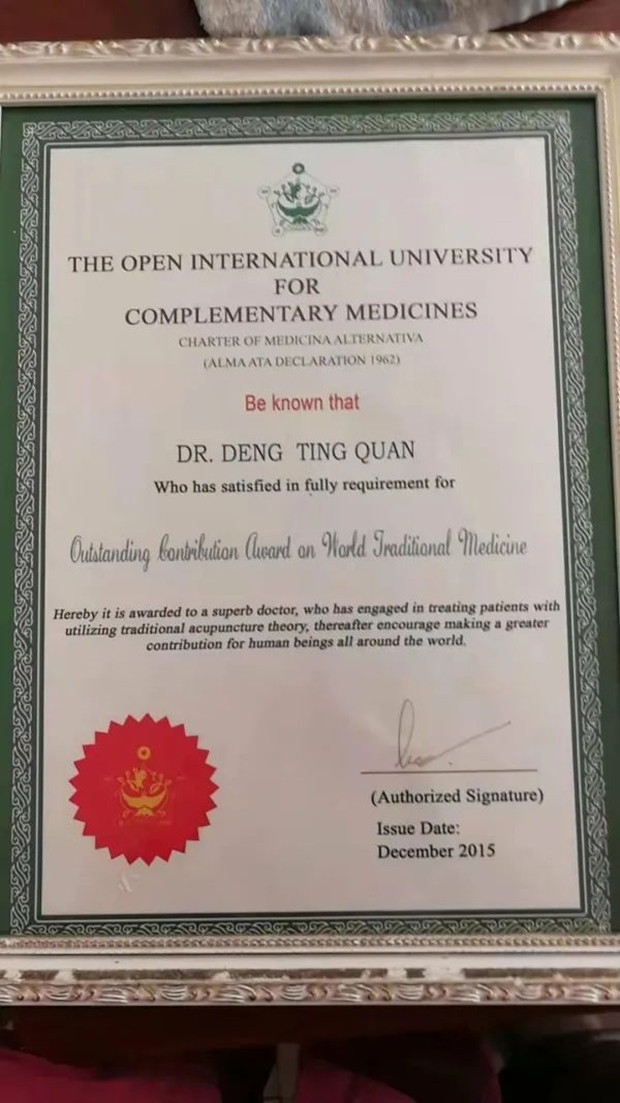 THE OPEN INTERNATIONAL UNIVERSITY
FOR
COMPLEMENTARY MEDICINES
CHARTER OF MEDICINA ALTERNATIVA
(ALMA ATA DECLARATION 1962)
Be known that
DR. DENG TING QUAN
Who has satisfied in fully requirement for
Outstanding Contribution Award on World Traditional Medicine
Hereby it is awarded to a superb doctor, who has engaged in treating patients with
utilizing traditional acupuncture theory, thereafter encourage making a greater
contribution for human beings all around the world.
(Authorized Signature)
Issue Date:
December 2015